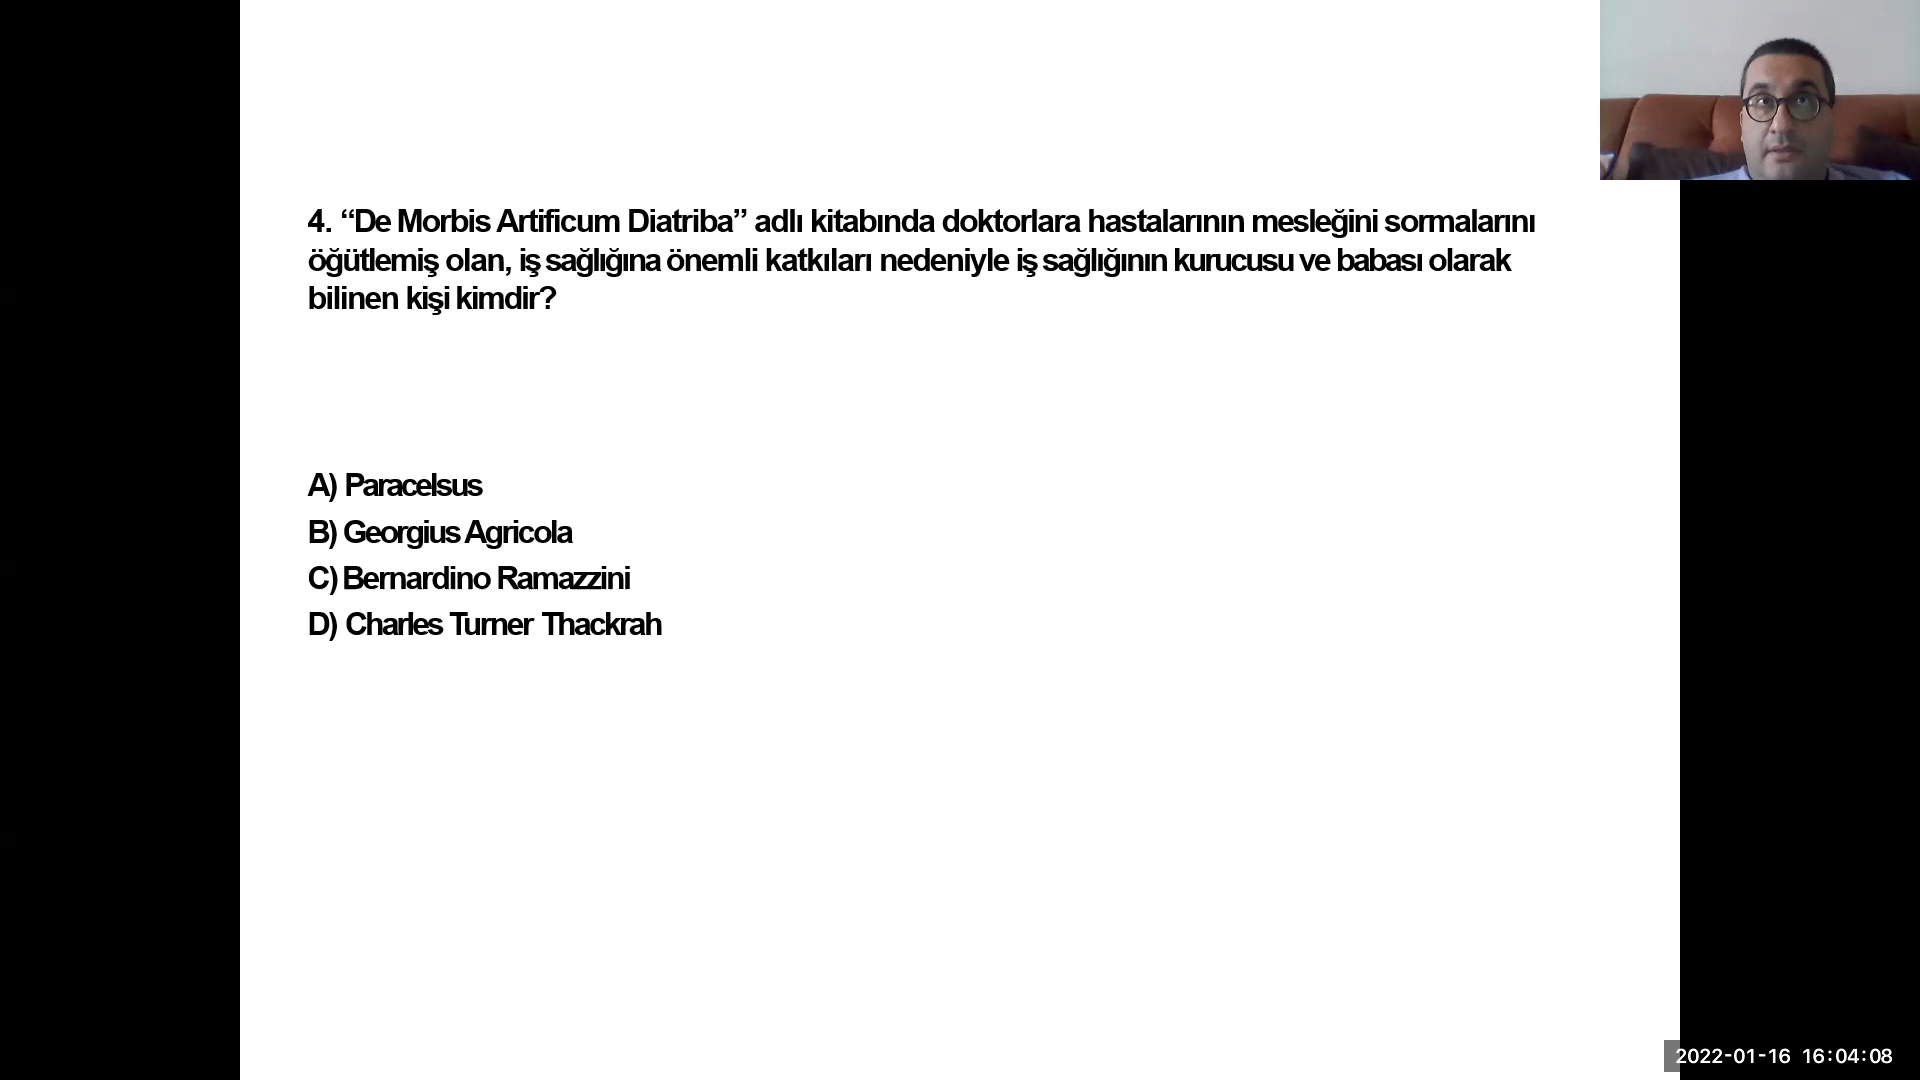 4. “De Morbis Artificum Diatriba” adlı kitabında doktorlara hastalarının mesleğini sormalarını
öğütlemiş olan, iş sağlığına önemli katkıları nedeniyle iş sağlığının kurucusu ve babası olarak
bilinen kişi kimdir?
A) Paracelsus
B) Georgius Agricola
C) Bernardino Ramazzini
D) Charles Turner Thackrah
2022-01-16 16:04:08